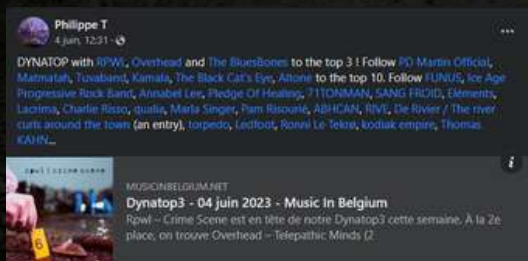 Philippe T
4 juin, 12:31 ·
DYNATOP with RPWL, Overhead and The BluesBones to the top 3 ! Follow PD Martin Official,
Matmatah, Tuvaband, Kamala, The Black Cat's Eye, Altone to the top 10. Follow FUNUS, Ice Age
Progressive Rock Band, Annabel Lee, Pledge Of Healing, 71TONMAN, SANG FROID, Eléments,
Lacrima, Charlie Risso, qualia, Marla Singer, Pam Risourié, ABHCAN, RIVE, De Rivier / The river
curls around the town (an entry), torpedo, Ledfoot, Ronni Le Tekrø, kodiak empire, Thomas
KAHN...
rpwl | crime scene
6
MUSICINBELGIUM.NET
Dynatop3 - 04 juin 2023 - Music In Belgium
Rpwl – Crime Scene est en tête de notre Dynatop3 cette semaine. À la 2e
place, on trouve Overhead – Telepathic Minds (2